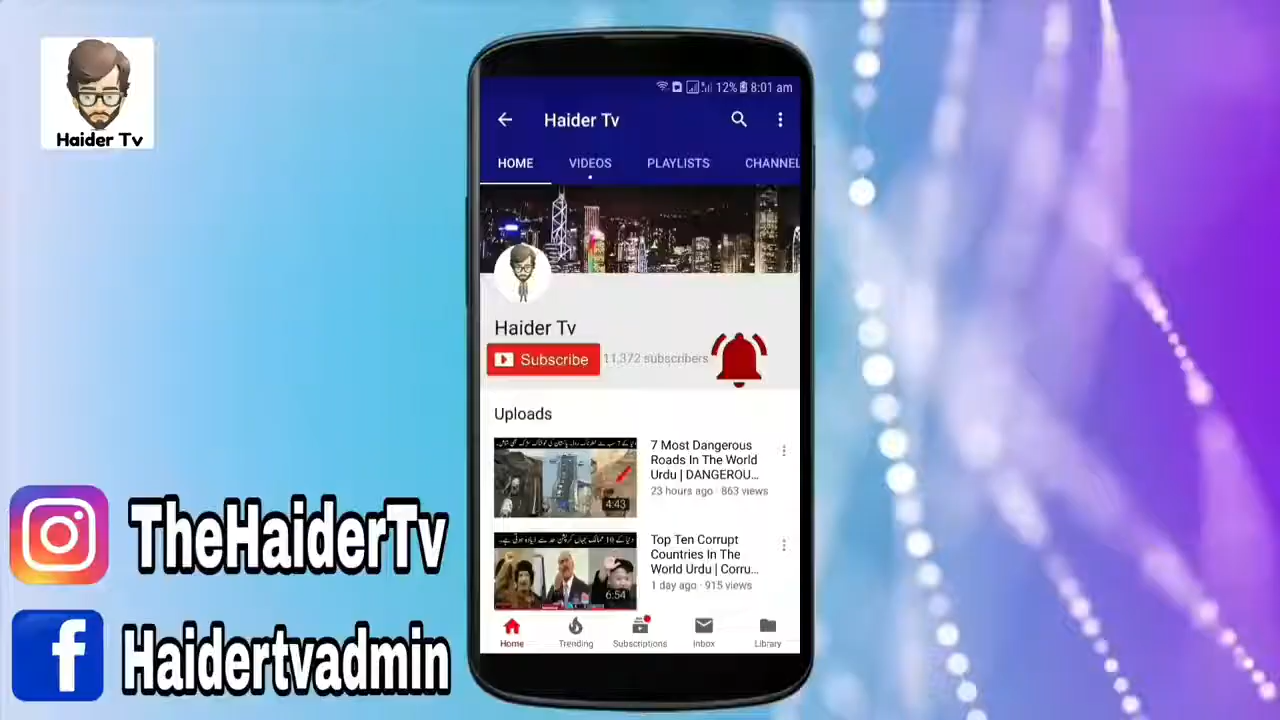 Haider Tv
12% 8:01 am
Haider Tv
HOME VIDEOS PLAYLISTS CHANNEL
Haider Tv
Subscribe 11,372 subscribers
Uploads
7 Most Dangerous
Roads In The World
Urdu | DANGEROU...
23 hours ago · 863 views
4:43
Top Ten Corrupt
Countries In The
World Urdu | Corru...
1 day ago · 915 views
6:54
Home Trending Subscriptions Inbox Library
TheHaiderTv
Haidertvadmin